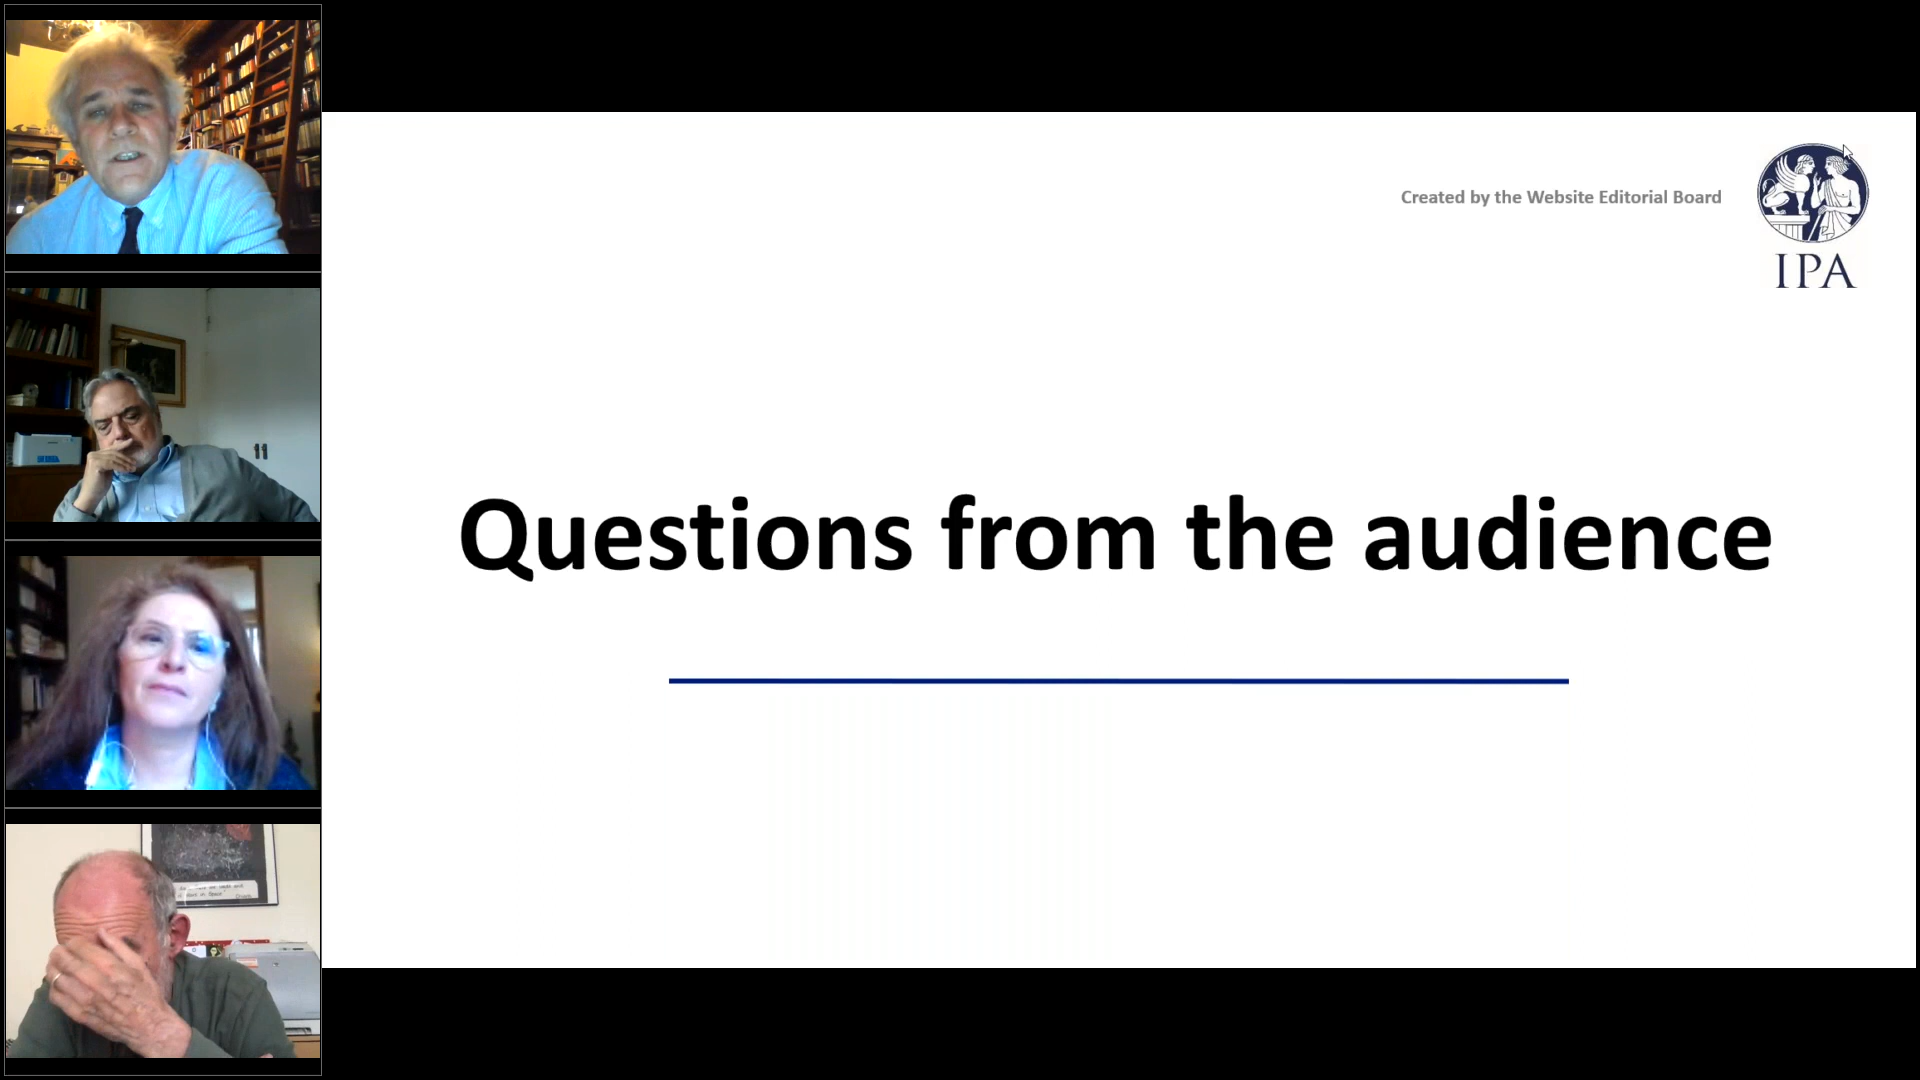 Created by the Website Editorial Board
IPA
Questions from the audience